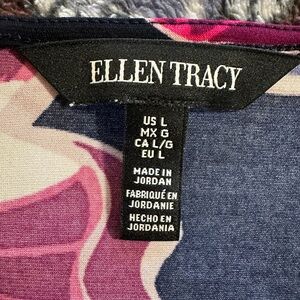 ELLEN TRACY
US L
MX G
CA L/G
EU L
MADE IN
JORDAN
FABRIQUÉ EN
JORDANIE
HECHO EN
JORDANIA